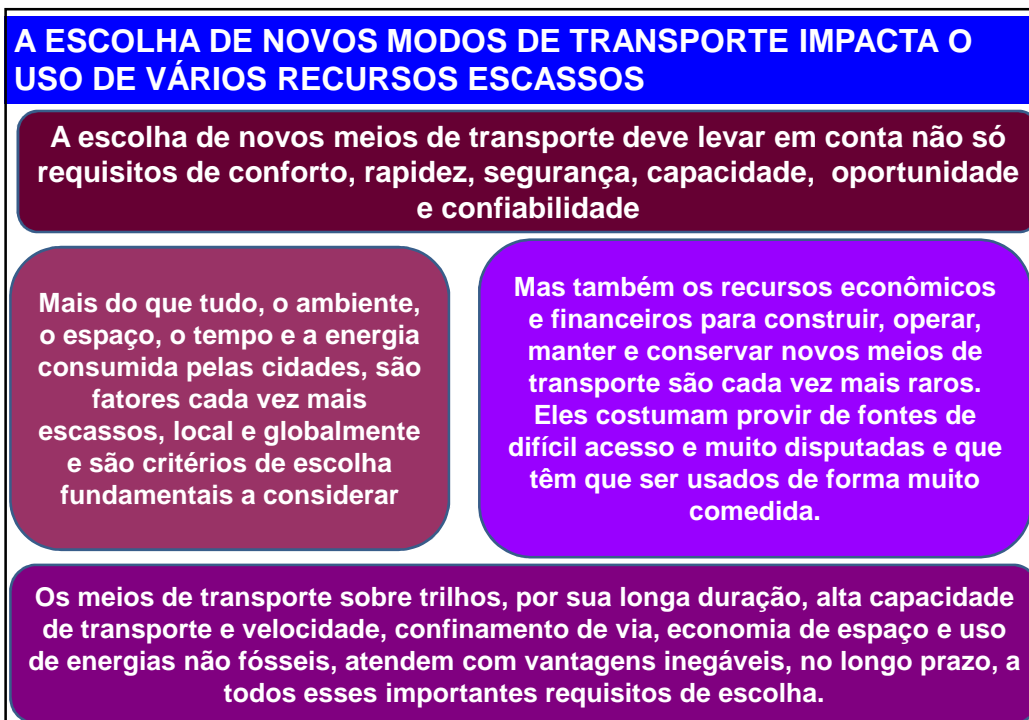 A ESCOLHA DE NOVOS MODOS DE TRANSPORTE IMPACTA O
USO DE VÁRIOS RECURSOS ESCASSOS
A escolha de novos meios de transporte deve levar em conta não só
requisitos de conforto, rapidez, segurança, capacidade, oportunidade
e confiabilidade
Mais do que tudo, o ambiente,
o espaço, o tempo e a energia
consumida pelas cidades, são
fatores cada vez mais
escassos, local e globalmente
e são critérios de escolha
fundamentais a considerar
Mas também os recursos econômicos
e financeiros para construir, operar,
manter e conservar novos meios de
transporte são cada vez mais raros.
Eles costumam provir de fontes de
difícil acesso e muito disputadas e que
têm que ser usados de forma muito
comedida.
Os meios de transporte sobre trilhos, por sua longa duração, alta capacidade
de transporte e velocidade, confinamento de via, economia de espaço e uso
de energias não fósseis, atendem com vantagens inegáveis, no longo prazo, a
todos esses importantes requisitos de escolha.